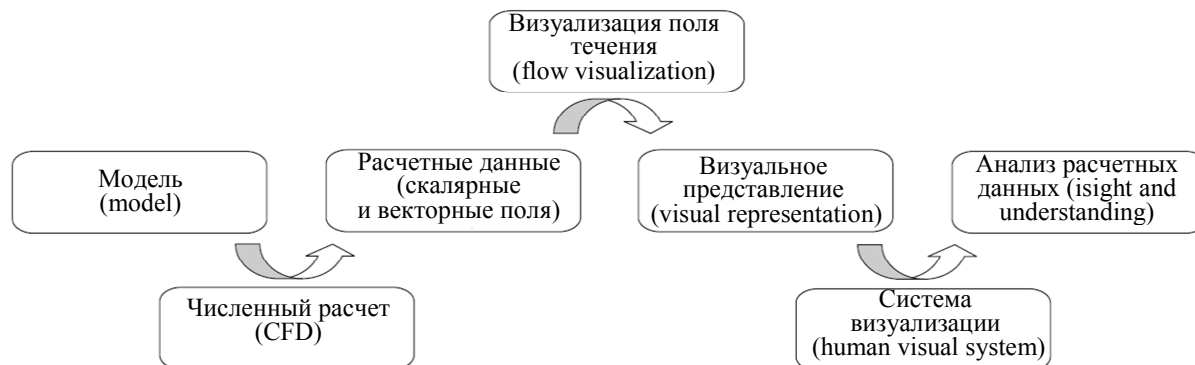 Визуализация поля
течения
(flow visualization)
Модель
(model)
Расчетные данные
(скалярные
и векторные поля)
Визуальное
представление
(visual representation)
Анализ расчетных
данных (isight and
understanding)
Численный расчет
(CFD)
Система
визуализации
(human visual system)